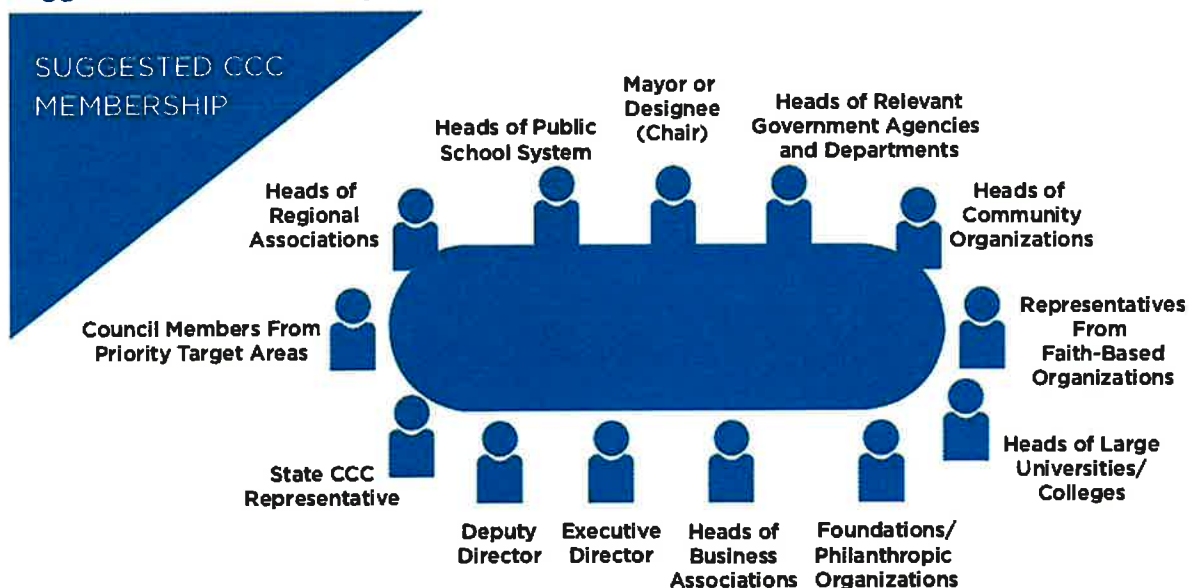 SUGGESTED CCC
MEMBERSHIP
Mayor or
Designee
(Chair)
Heads of Public
School System
Heads of Relevant
Government Agencies
and Departments
Heads of
Regional
Associations
Heads of
Community
Organizations
Council Members From
Priority Target Areas
Representatives
From
Faith-Based
Organizations
State CCC
Representative
Heads of Large
Universities/
Colleges
Deputy
Director
Executive
Director
Heads of
Business
Associations
Foundations/
Philanthropic
Organizations